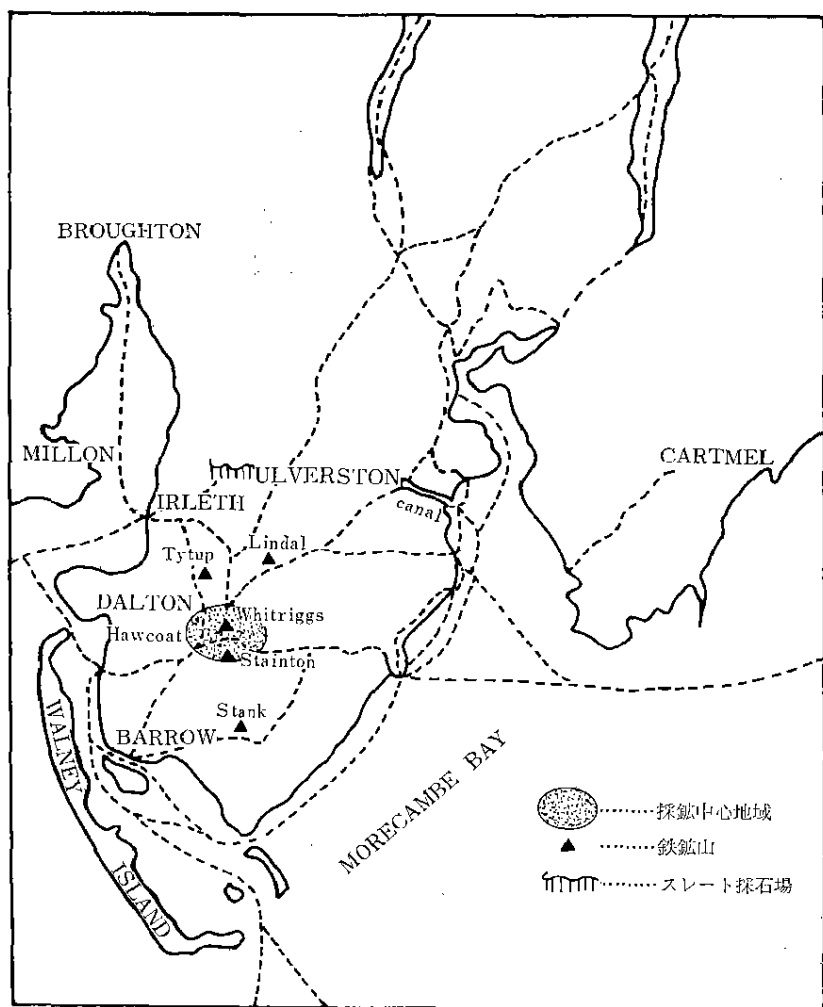 BROUGHTON
MILLON
ULVERSTON
CARTMEL
IRLETH
canal
Tytup
Lindal
DALTON
Whitriggs
Hawcoat
Stainton
Stank
BARROW
WALNEY
ISLAND
MORECAMBE BAY
採鉱中心地域
鉄鉱山
スレート採石場